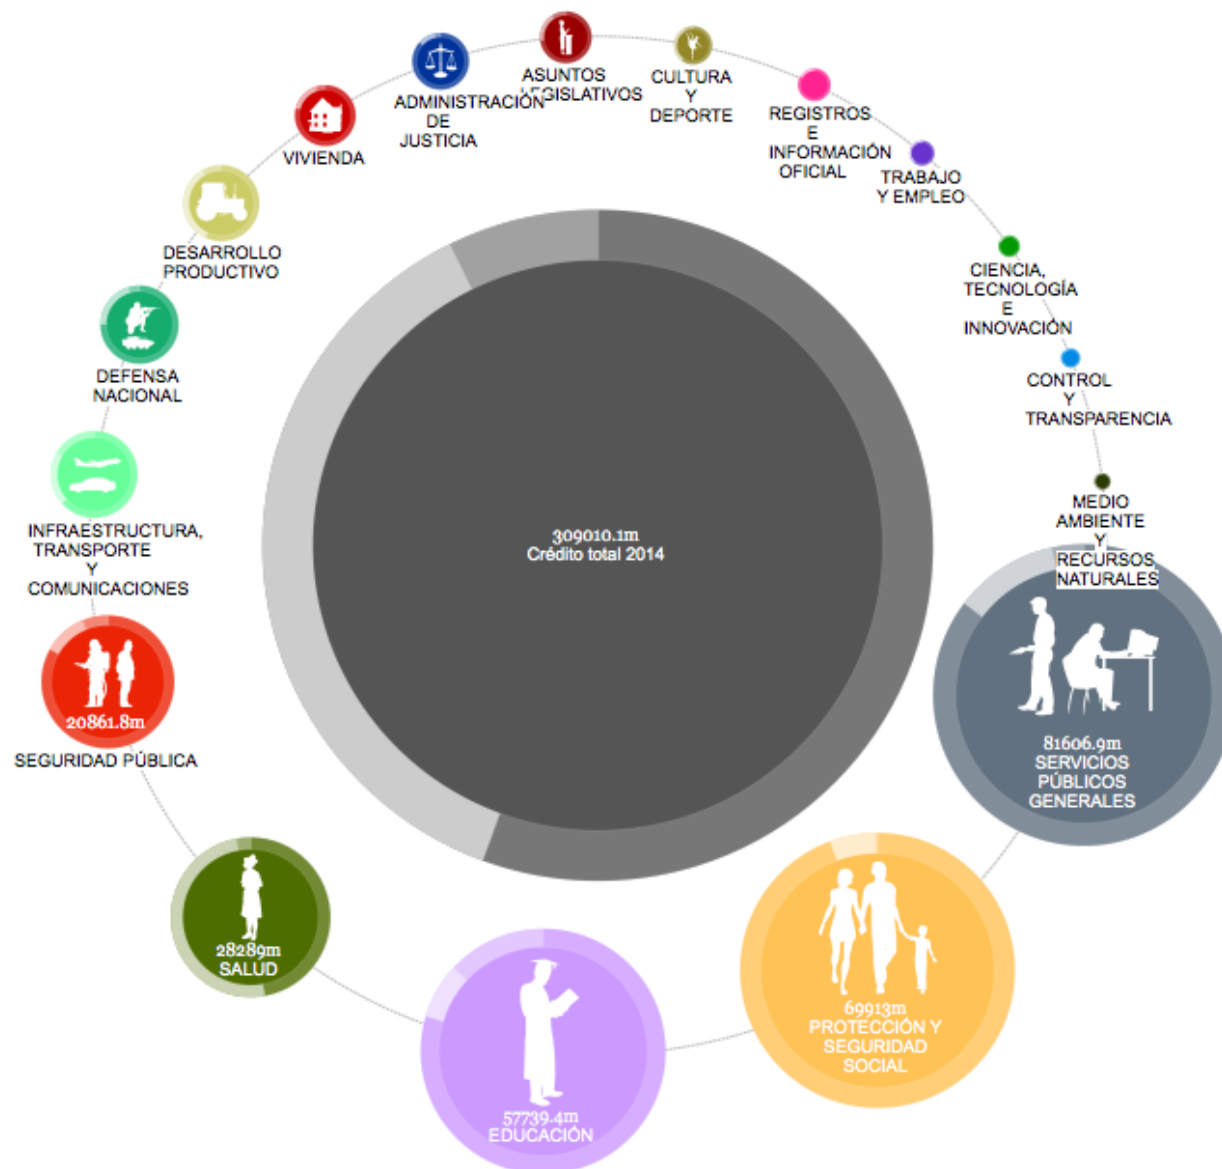 ASUNTOS
LEGISLATIVOS
CULTURA
Y
DEPORTE
ADMINISTRACIÓN
DE
JUSTICIA
REGISTROS
E
INFORMACIÓN
OFICIAL
VIVIENDA
TRABAJO
Y EMPLEO
DESARROLLO
PRODUCTIVO
CIENCIA,
TECNOLOGÍA
E
INNOVACIÓN
DEFENSA
NACIONAL
CONTROL
Y
TRANSPARENCIA
INFRAESTRUCTURA,
TRANSPORTE
Y
COMUNICACIONES
MEDIO
AMBIENTE
Y
RECURSOS
NATURALES
309010.1m
Crédito total 2014
20861.8m
SEGURIDAD PÚBLICA
81606.9m
SERVICIOS
PÚBLICOS
GENERALES
28289m
SALUD
69913m
PROTECCIÓN Y
SEGURIDAD
SOCIAL
57739.4m
EDUCACIÓN